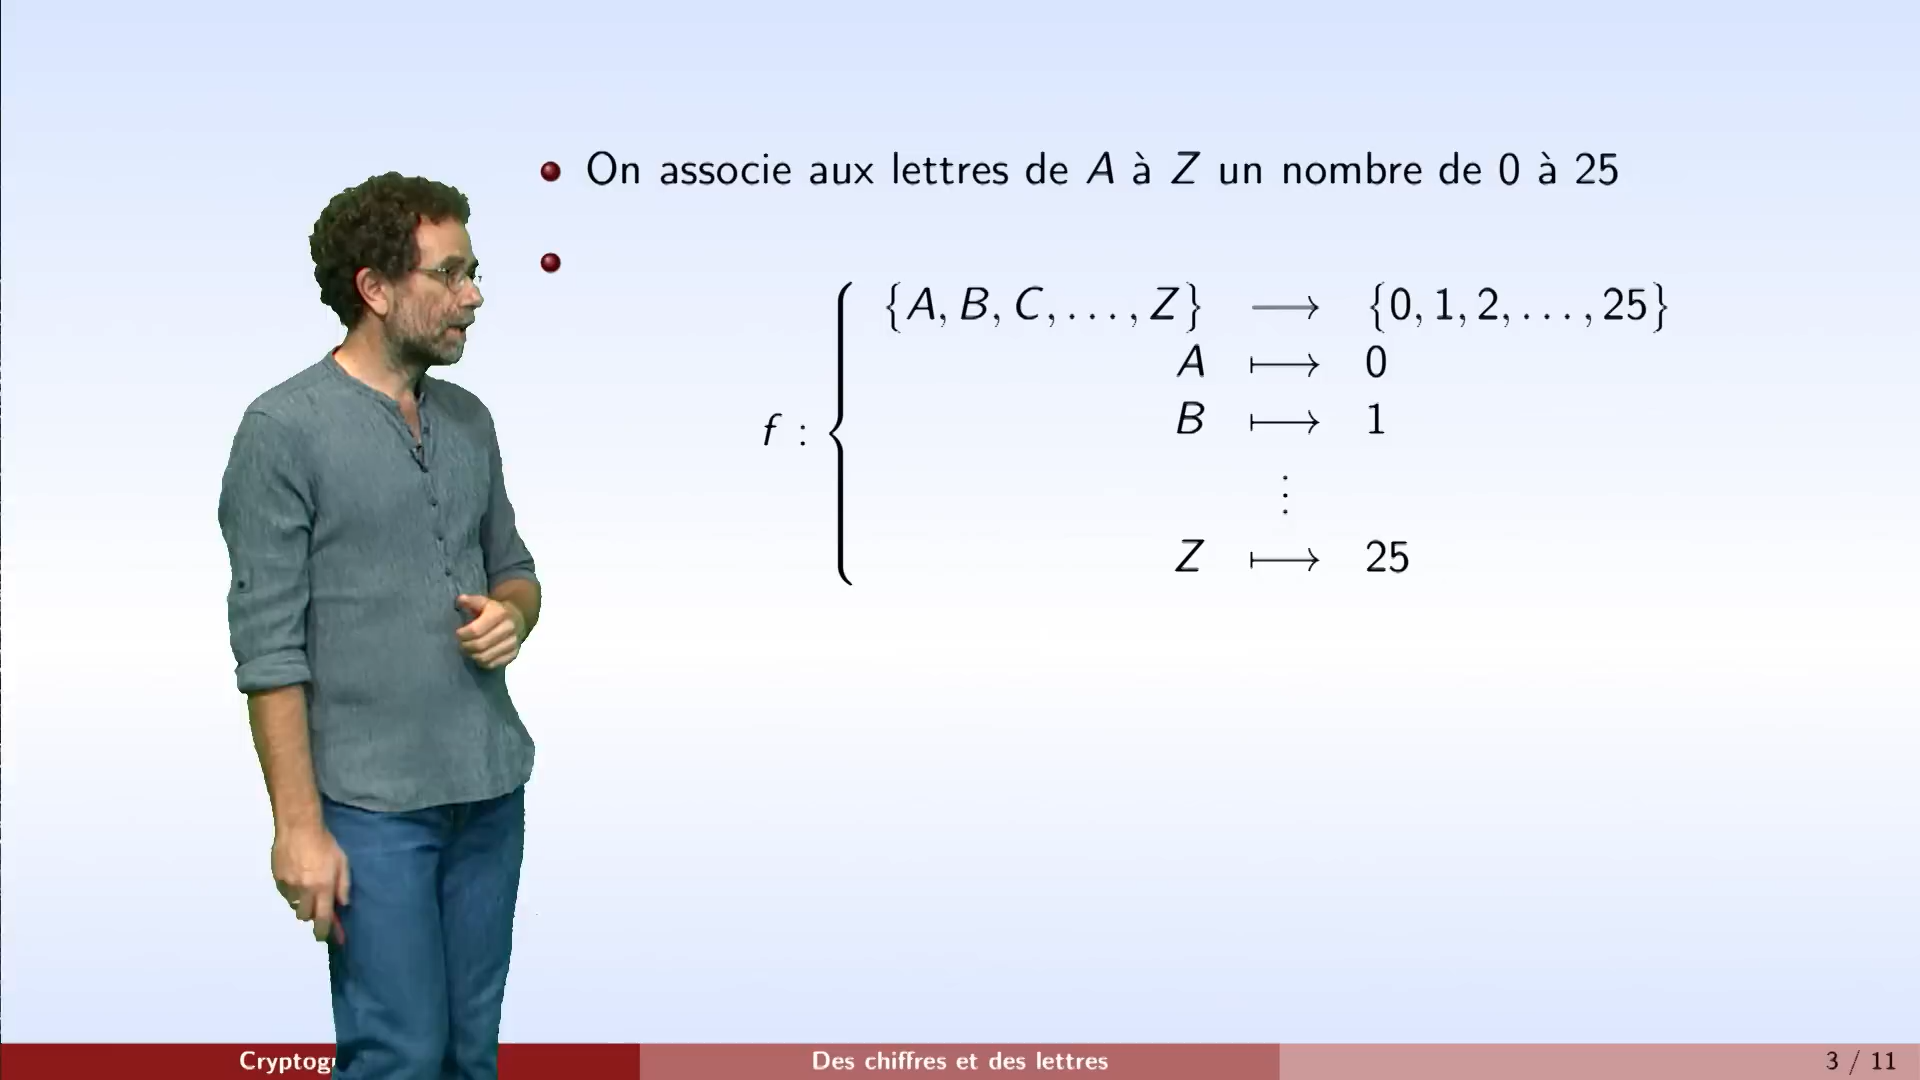 On associe aux lettres de A à Z un nombre de 0 à 25
{A, B, C, . . . , Z} ⟶ {0, 1, 2, . . . , 25}
A ⟼ 0
B ⟼ 1
f :
⋮
Z ⟼ 25
Cryptogr
Des chiffres et des lettres
3 / 11